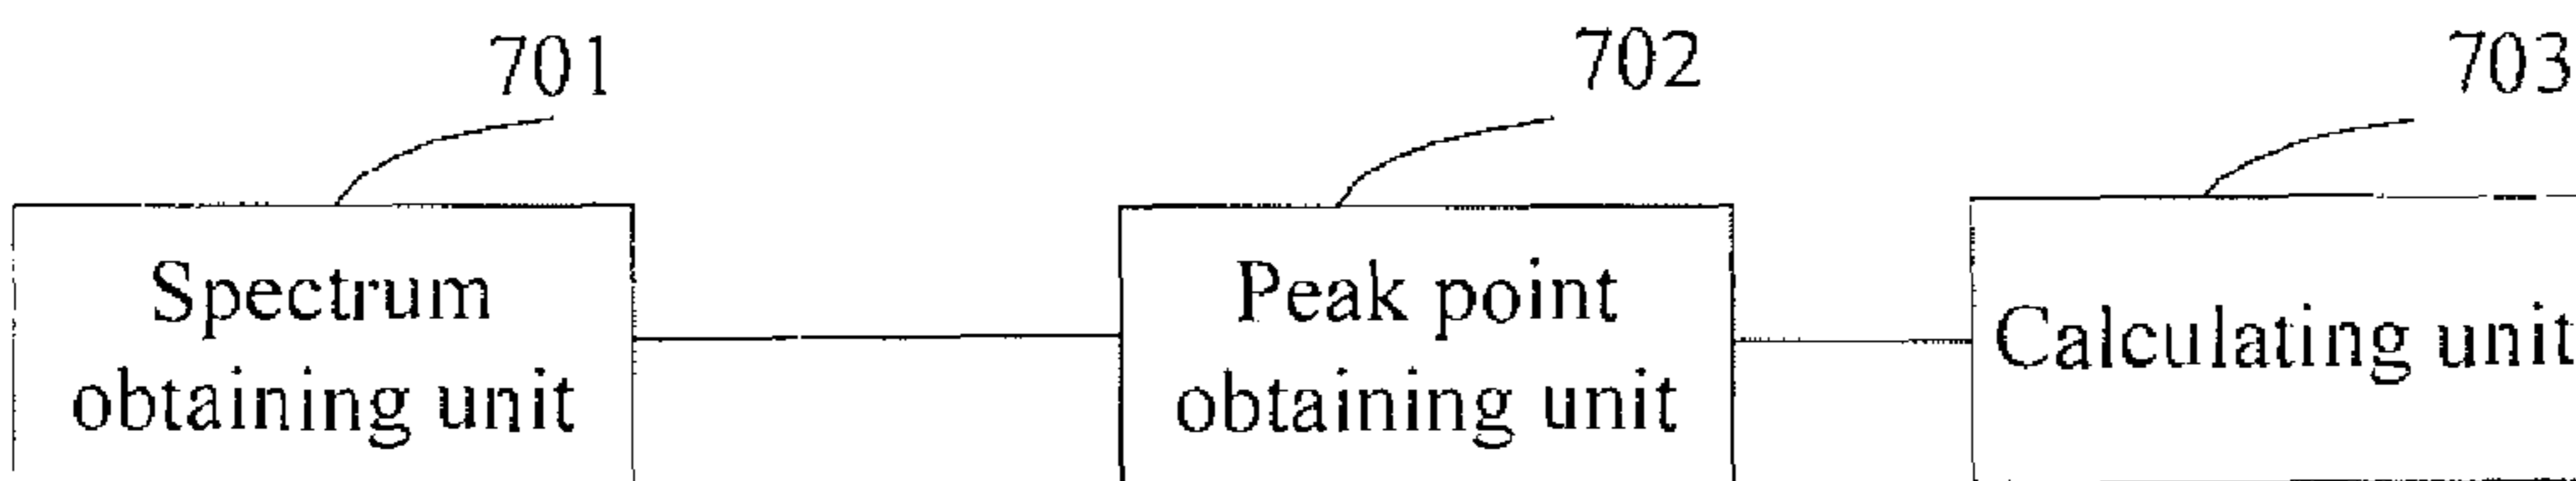 701
702
703
Spectrum
obtaining unit
Peak point
obtaining unit
Calculating unit